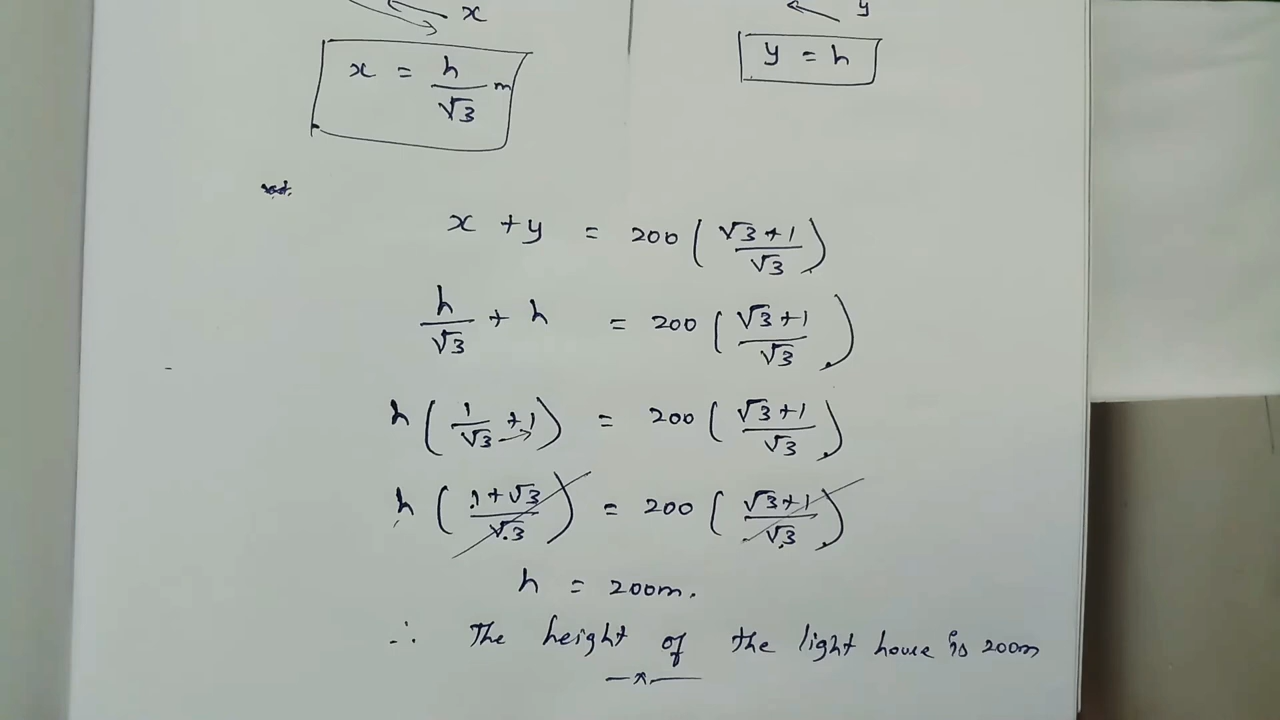 x
y
x = h/√3 m
y = h
x + y = 200 (√3+1/√3)
h/√3 + h = 200 (√3+1/√3)
h (1/√3 + 1) = 200 (√3+1/√3)
h (1+√3/√3) = 200 (√3+1/√3)
h = 200m.
∴ The height of the light house is 200m